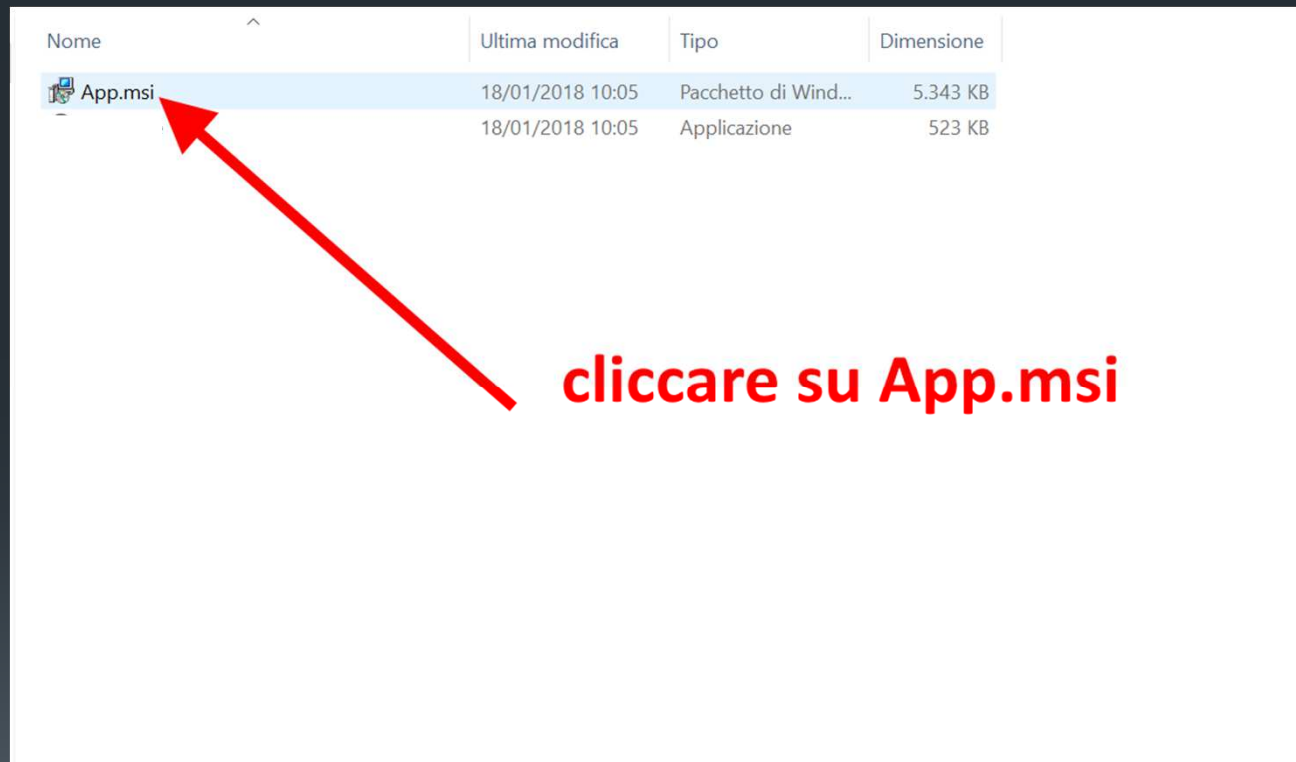 Nome Ultima modifica Tipo Dimensione
App.msi 18/01/2018 10:05 Pacchetto di Wind... 5.343 KB
18/01/2018 10:05 Applicazione 523 KB
cliccare su App.msi